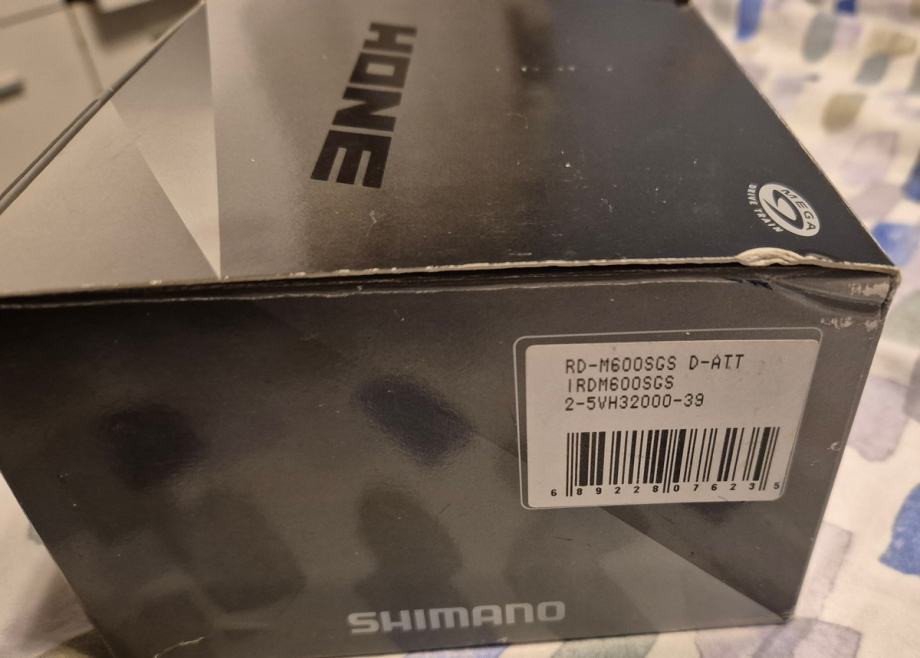 HONE
MEGA
DRIVE TRAIN
RD-M600SGS D-ATT
IRDM600SGS
2-5VH32000-39
6 89228 07623 5
SHIMANO